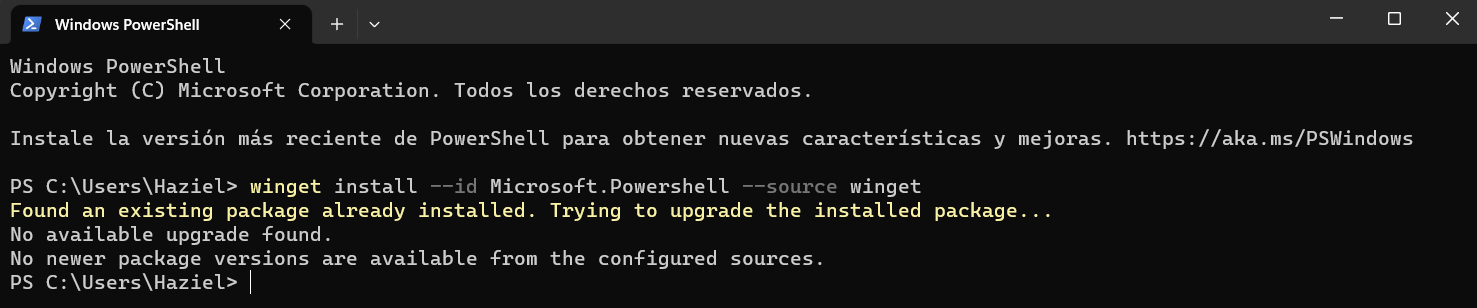 Windows PowerShell
Windows PowerShell
Copyright (C) Microsoft Corporation. Todos los derechos reservados.
Instale la versión más reciente de PowerShell para obtener nuevas características y mejoras. https://aka.ms/PSWindows
PS C:\Users\Haziel> winget install --id Microsoft.Powershell --source winget
Found an existing package already installed. Trying to upgrade the installed package...
No available upgrade found.
No newer package versions are available from the configured sources.
PS C:\Users\Haziel>